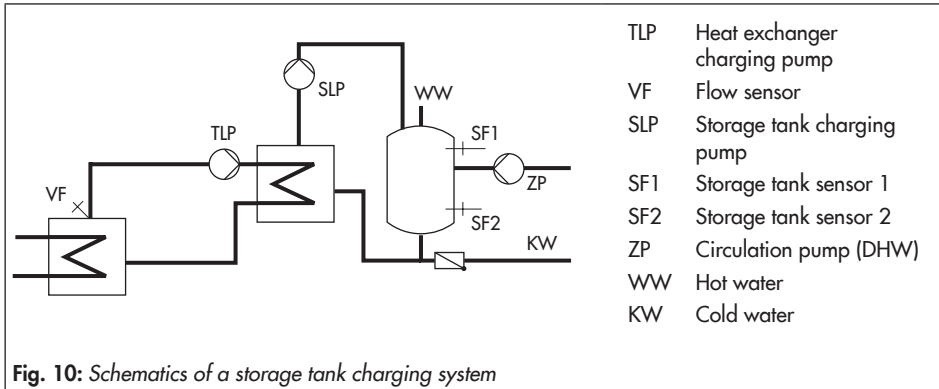 SLP
WW
TLP
SF1
ZP
VF
SF2
KW
TLP Heat exchanger
charging pump
VF Flow sensor
SLP Storage tank charging
pump
SF1 Storage tank sensor 1
SF2 Storage tank sensor 2
ZP Circulation pump (DHW)
WW Hot water
KW Cold water
Fig. 10: Schematics of a storage tank charging system